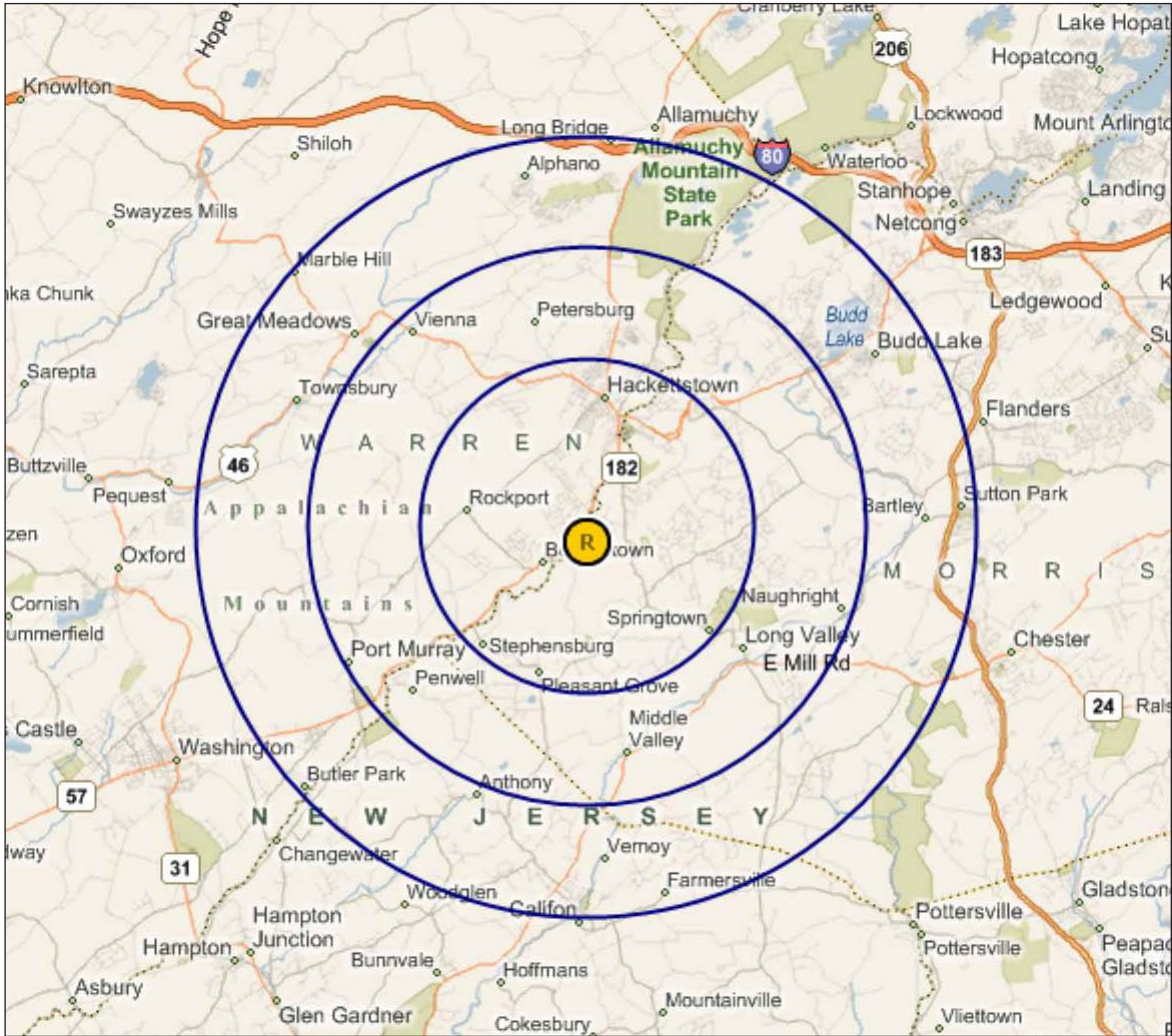 Cranberry Lake
Lake Hopat
Hope
206
Hopatcong
Knowlton
Allamuchy
Lockwood
Long Bridge
Mount Arlingto
Shiloh
Allamuchy
Mountain
State
Park
80
Alphano
Waterloo
Stanhope
Landing
Swayzes Mills
Netcong
183
Marble Hill
nka Chunk
Ledgewood
Petersburg
Great Meadows
Vienna
Budd
Lake
Budd Lake
Su
Sarepta
Townsbury
Hackettstown
Flanders
WARREN
46
182
Buttzville
Pequest
Rockport
Sutton Park
Appalachian
Bartley
zen
R
Oxford
MORRIS
Cornish
ummerfield
Mountains
Naughright
Springtown
Long Valley
Chester
Port Murray
Stephensburg
E Mill Rd
Penwell
Pleasant Grove
24
Rals
s Castle
Middle
Valley
Washington
Butler Park
Anthony
57
NEW JERSEY
dway
Changewater
Vernoy
31
Woodglen
Farmersville
Gladston
Califon
Hampton
Junction
Pottersville
Hampton
Pottersville
Peapac
Gladsto
Bunnvale
Hoffmans
Asbury
Glen Gardner
Mountainville
Cokesbury
Vliettown